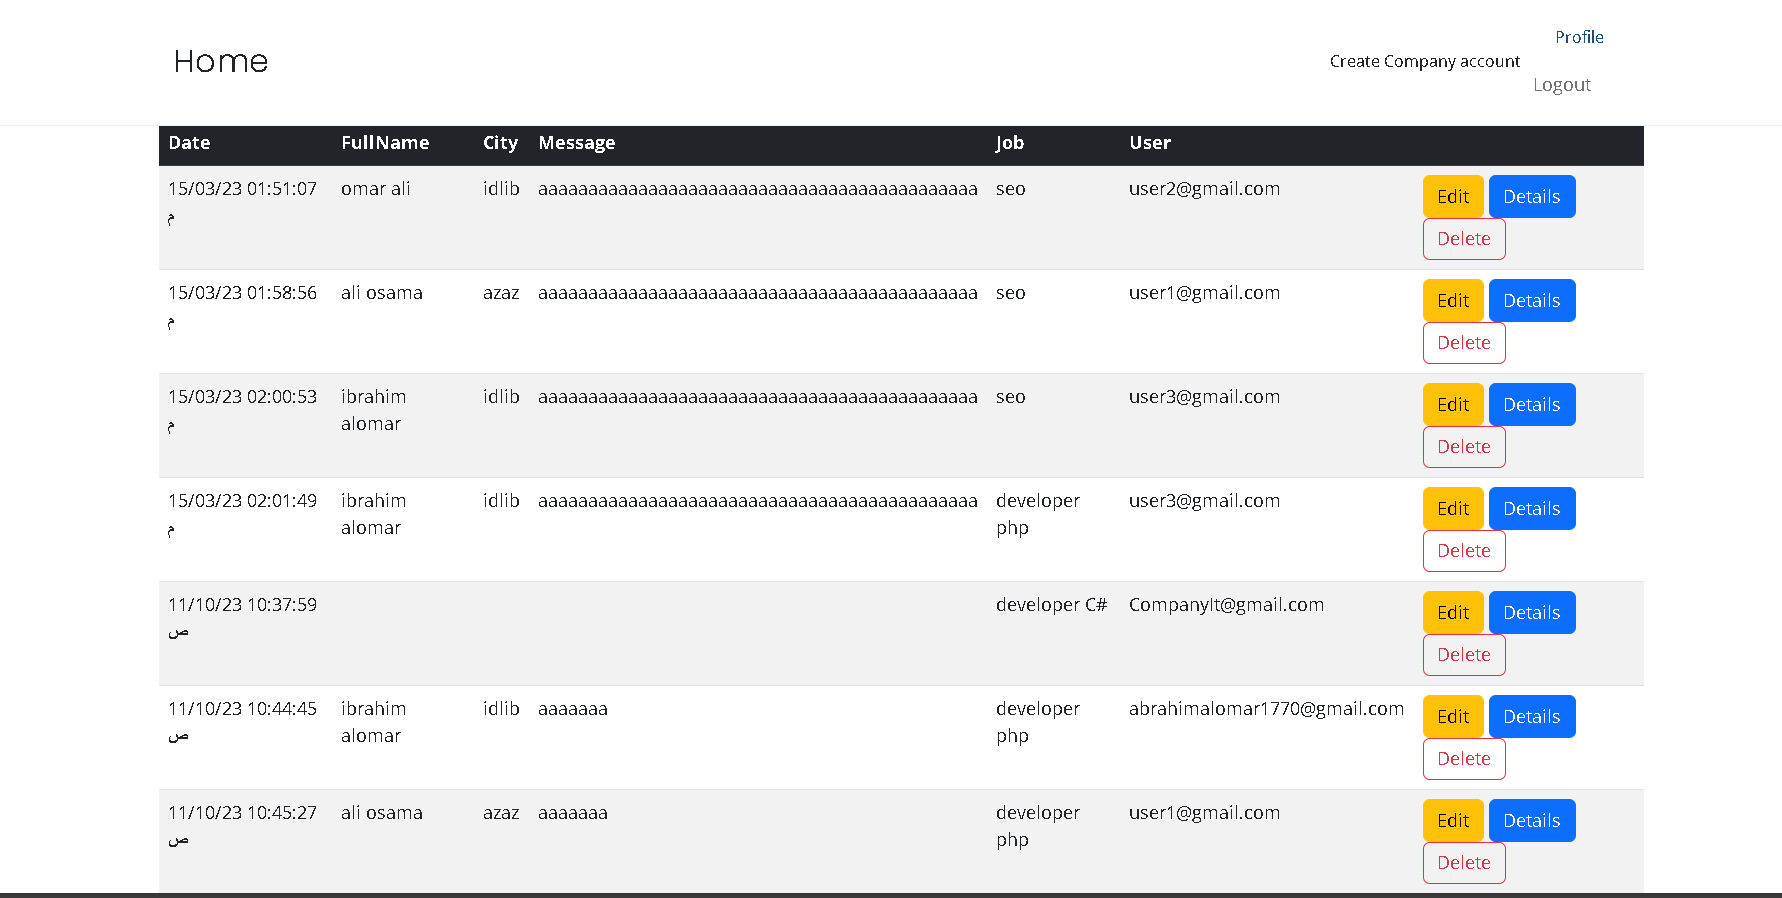 Home
Profile
Create Company account
Logout
Date FullName City Message Job User
15/03/23 01:51:07 omar ali idlib aaaaaaaaaaaaaaaaaaaaaaaaaaaaaaaaaaaaaaaaaaaa seo user2@gmail.com Edit Details
م
Delete
15/03/23 01:58:56 ali osama azaz aaaaaaaaaaaaaaaaaaaaaaaaaaaaaaaaaaaaaaaaaaaa seo user1@gmail.com Edit Details
م
Delete
15/03/23 02:00:53 ibrahim idlib aaaaaaaaaaaaaaaaaaaaaaaaaaaaaaaaaaaaaaaaaaaa seo user3@gmail.com Edit Details
م alomar
Delete
15/03/23 02:01:49 ibrahim idlib aaaaaaaaaaaaaaaaaaaaaaaaaaaaaaaaaaaaaaaaaaaa developer user3@gmail.com Edit Details
م alomar php
Delete
11/10/23 10:37:59 developer C# CompanyIt@gmail.com Edit Details
ص
Delete
11/10/23 10:44:45 ibrahim idlib aaaaaaa developer abrahimalomar1770@gmail.com Edit Details
ص alomar php
Delete
11/10/23 10:45:27 ali osama azaz aaaaaaa developer user1@gmail.com Edit Details
ص php
Delete